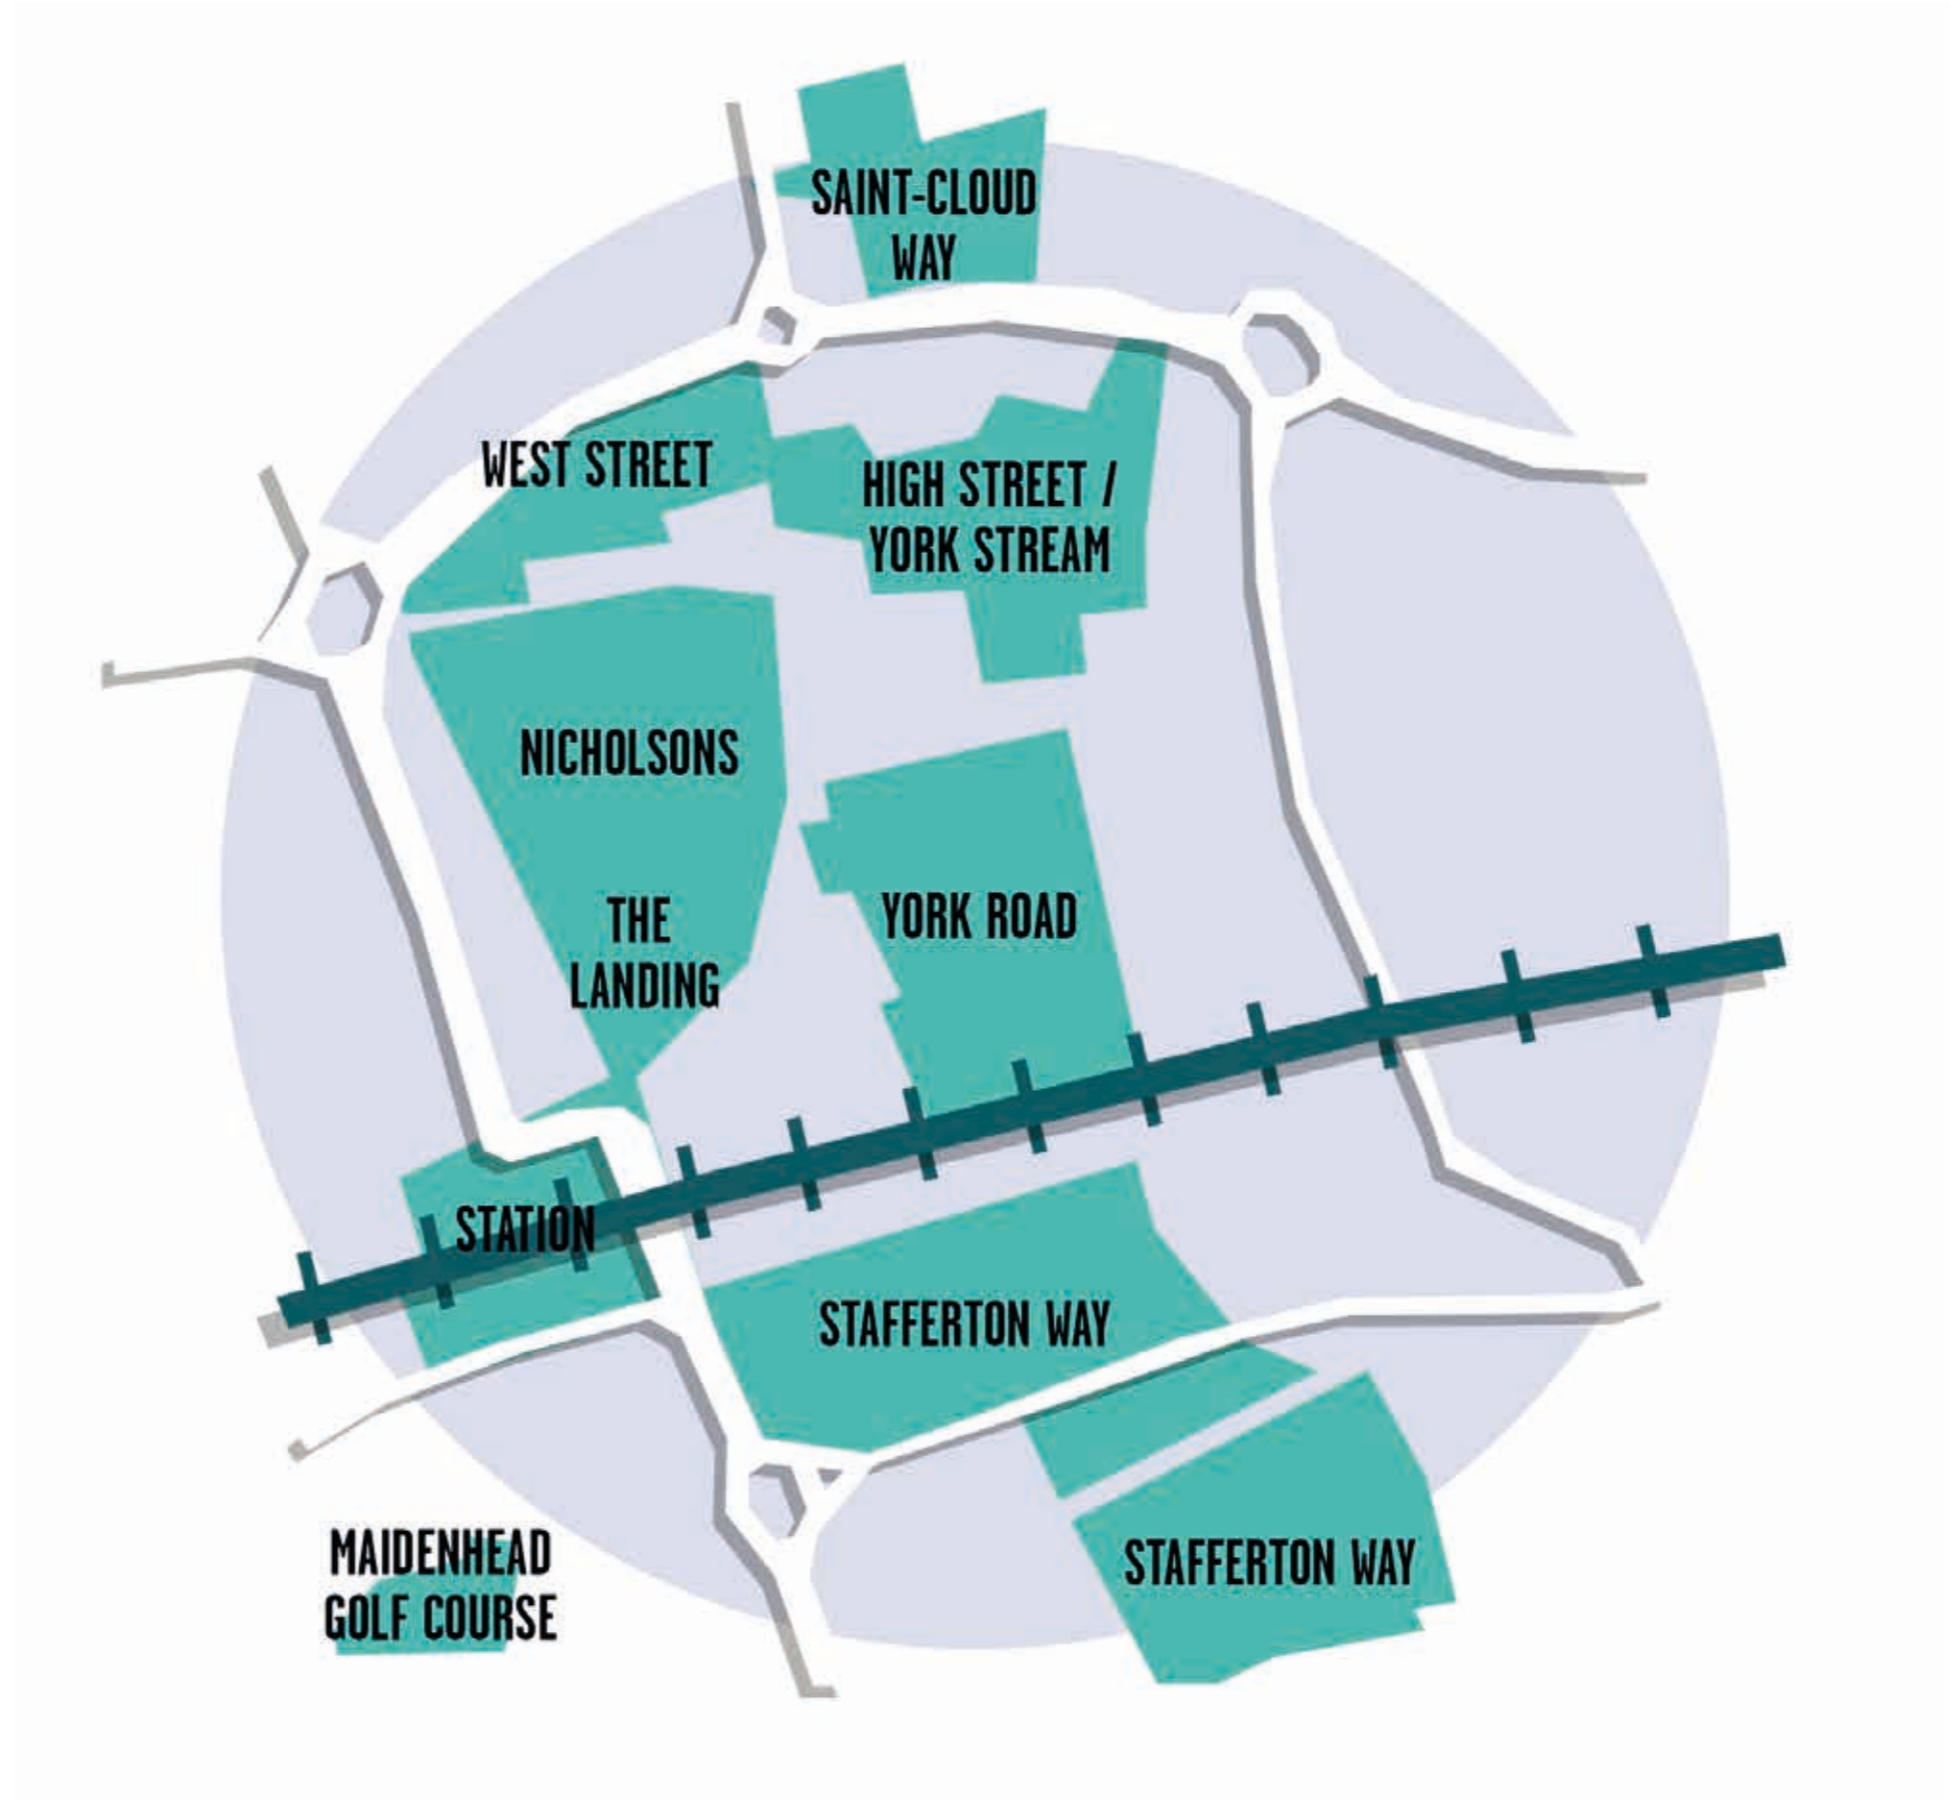 SAINT-CLOUD
WAY
WEST STREET
HIGH STREET /
YORK STREAM
NICHOLSONS
THE
LANDING
YORK ROAD
STATION
STAFFERTON WAY
MAIDENHEAD
GOLF COURSE
STAFFERTON WAY